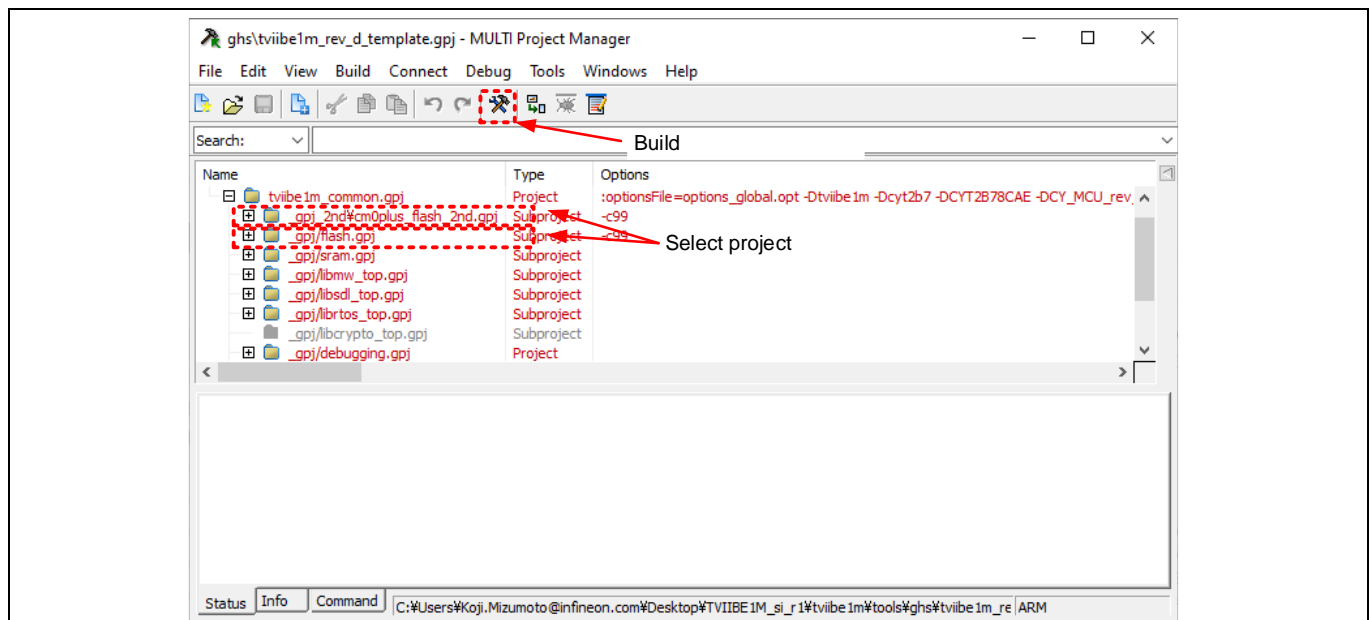 ghs\tviibe1m_rev_d_template.gpj - MULTI Project Manager
File Edit View Build Connect Debug Tools Windows Help
Build
Search:
Name Type Options
tviibe1m_common.gpj Project :optionsFile=options_global.opt -Dtviibe1m -Dcyt2b7 -DCYT2B78CAE -DCY_MCU_rev_
_gpj_2nd¥cm0plus_flash_2nd.gpj Subproject -c99
_gpj/flash.gpj Subproject -c99
Select project
_gpj/sram.gpj Subproject
_gpj/libmw_top.gpj Subproject
_gpj/libsdl_top.gpj Subproject
_gpj/librtos_top.gpj Subproject
_gpj/libcrypto_top.gpj Subproject
_gpj/debugging.gpj Project
Status Info Command C:¥Users¥Koji.Mizumoto@infineon.com¥Desktop¥TVIIBE1M_si_r1¥tviibe1m¥tools¥ghs¥tviibe1m_re ARM